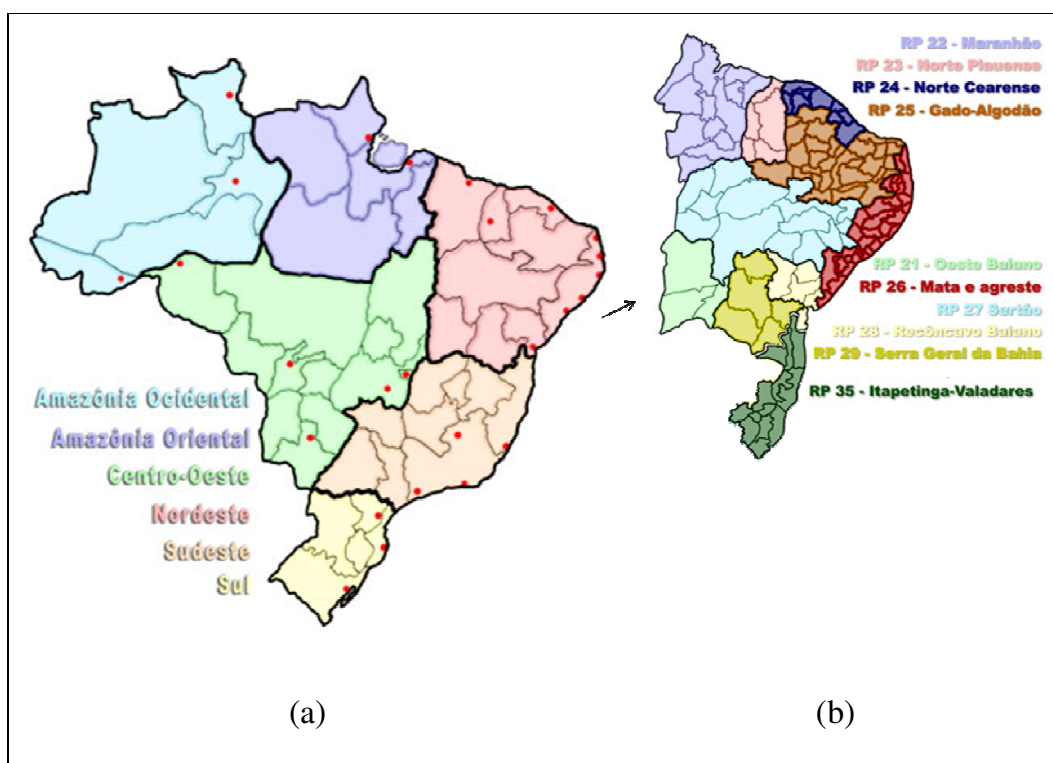 Amazônia Ocidental
Amazônia Oriental
Centro-Oeste
Nordeste
Sudeste
Sul
(a)
RP 22 - Maranhão
RP 23 - Norte Piauense
RP 24 - Norte Cearense
RP 25 - Gado-Algodão
RP 21 - Oeste Baiano
RP 26 - Mata e agreste
RP 27 Sertão
RP 28 - Recôncavo Baiano
RP 29 - Serra Geral da Bahia
RP 35 - Itapetinga-Valadares
(b)